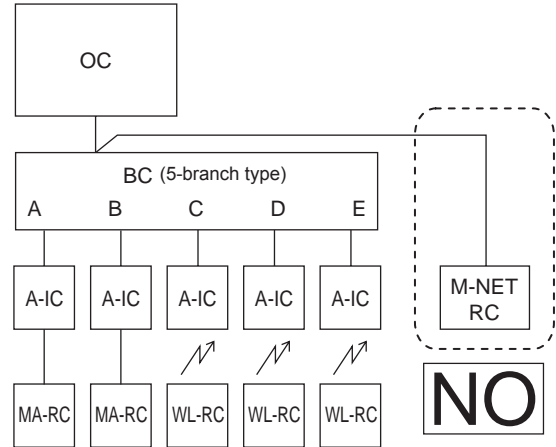 OC
BC (5-branch type)
A B C D E
A-IC A-IC A-IC A-IC A-IC
M-NET
RC
MA-RC MA-RC WL-RC WL-RC WL-RC
NO